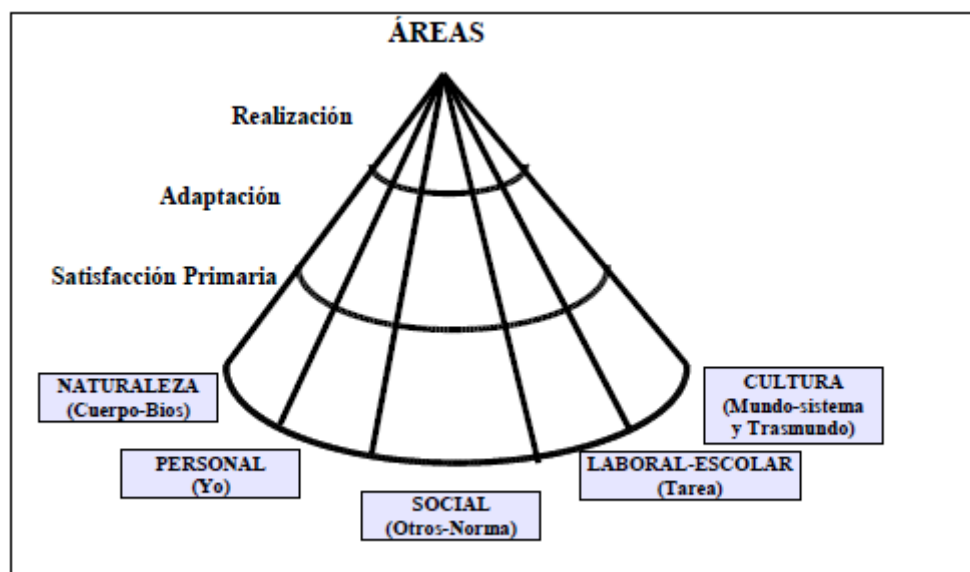 ÁREAS
Realización
Adaptación
Satisfacción Primaria
NATURALEZA
(Cuerpo-Bios)
PERSONAL
(Yo)
SOCIAL
(Otros-Norma)
LABORAL-ESCOLAR
(Tarea)
CULTURA
(Mundo-sistema
y Trasmundo)